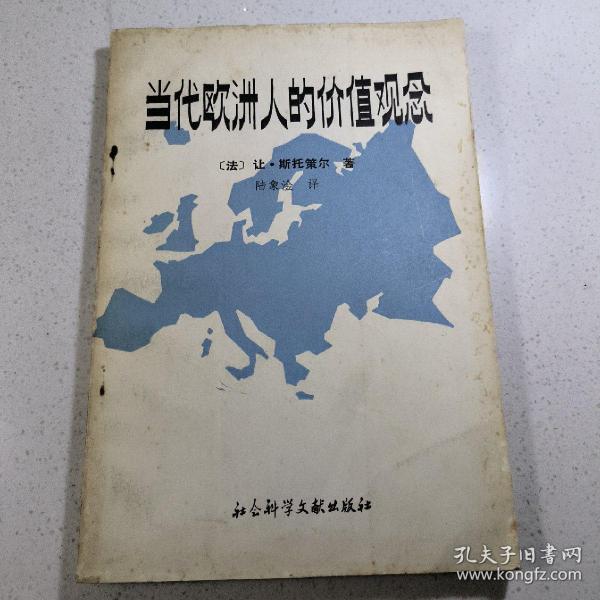 当代欧洲人的价值观念
〔法〕让·斯托策尔 著
陆象淦 译
社会科学文献出版社
孔夫子旧书网
www.kongfz.com